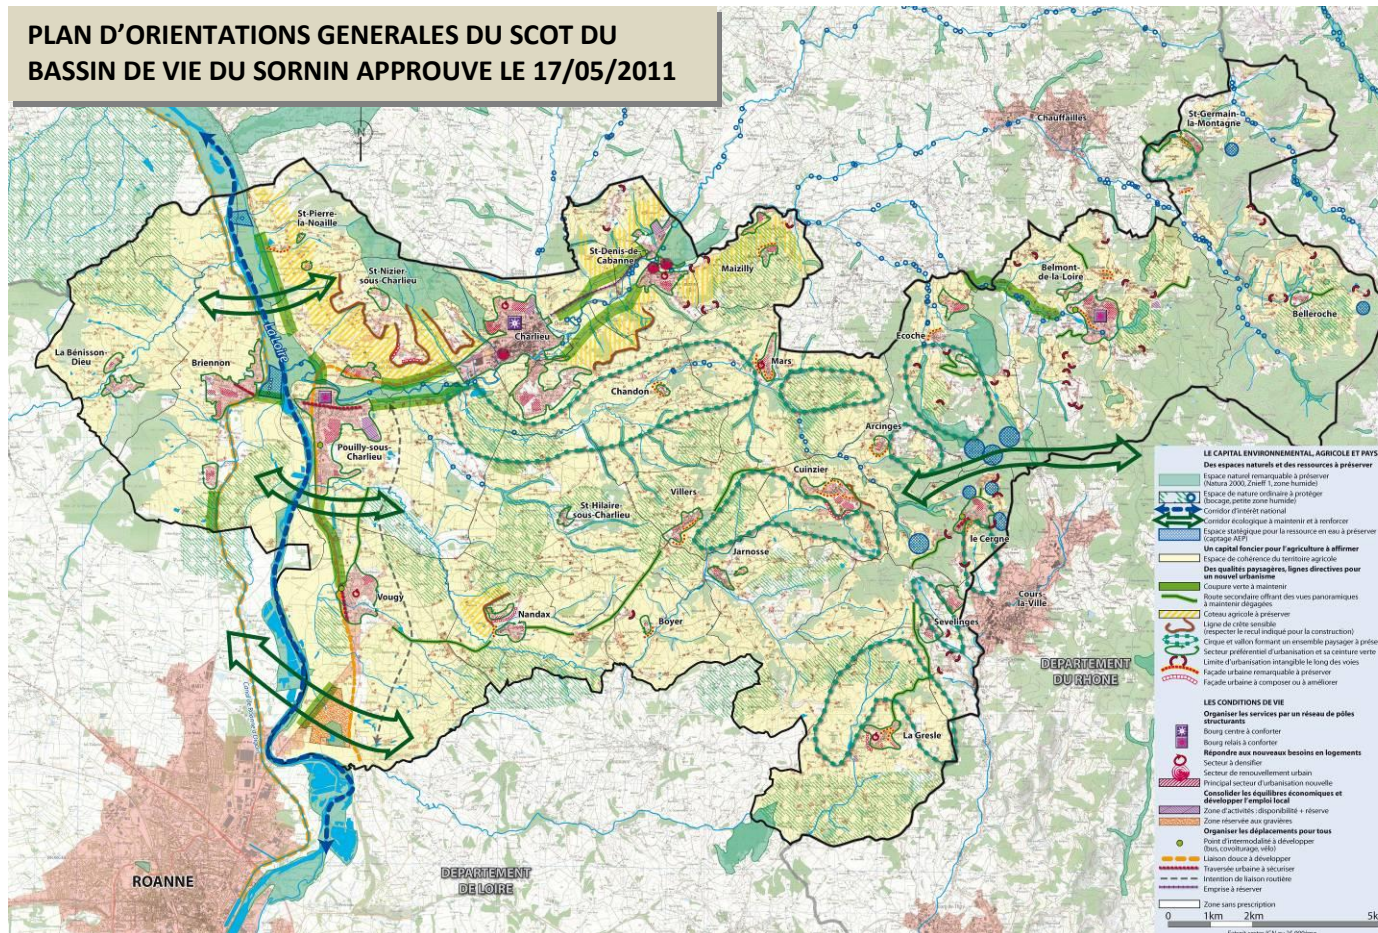 PLAN D’ORIENTATIONS GENERALES DU SCOT DU
BASSIN DE VIE DU SORNIN APPROUVE LE 17/05/2011
N
Chauffailles
St-Germain-
la-Montagne
St-Pierre-
la-Noaille
St-Nizier
sous-Charlieu
St-Denis-de-
Cabanne
Maizilly
Belmont-
de-la-Loire
Belleroche
La Bénisson-
Dieu
Briennon
La Loire
Charlieu
Ecoche
Mars
Chandon
Arcinges
Pouilly-sous-
Charlieu
Cuinzier
Villers
St-Hilaire-
sous-Charlieu
Jarnosse
le Cergne
Vougy
Nandax
Boyer
Sevelinges
Cours
la-Ville
La Gresle
DEPARTEMENT
DU RHÔNE
DEPARTEMENT
DE LOIRE
ROANNE
LE CAPITAL ENVIRONNEMENTAL, AGRICOLE ET PAYS
Des espaces naturels et des ressources à préserver
Espace naturel remarquable à préserver
(Natura 2000, Znieff 1, zone humide)
Espace de nature ordinaire à protéger
(bocage, petite zone humide)
Corridor d'intérêt national
Corridor écologique à maintenir et à renforcer
Espace statégique pour la ressource en eau à préserver
(captage AEP)
Un capital foncier pour l'agriculture à affirmer
Espace de cohérence du territoire agricole
Des qualités paysagères, lignes directives pour
un nouvel urbanisme
Coupure verte à maintenir
Route secondaire offrant des vues panoramiques
à maintenir dégagées
Coteau agricole à préserver
Ligne de crête sensible
(respecter le recul indiqué pour la construction)
Cirque et vallon formant un ensemble paysager à prése
Secteur préférentiel d'urbanisation et sa ceinture verte
Limite d'urbanisation intangible le long des voies
Façade urbaine remarquable à préserver
Façade urbaine à composer ou à améliorer
LES CONDITIONS DE VIE
Organiser les services par un réseau de pôles
structurants
Bourg centre à conforter
Bourg relais à conforter
Répondre aux nouveaux besoins en logements
Secteur à densifier
Secteur de renouvellement urbain
Principal secteur d'urbanisation nouvelle
Consolider les équilibres économiques et
développer l'emploi local
Zone d'activités : disponibilité + réserve
Zone réservée aux gravières
Organiser les déplacements pour tous
Point d'intermodalité à développer
(bus, covoiturage, vélo)
Liaison douce à développer
Traversée urbaine à sécuriser
Intention de liaison routière
Emprise à réserver
Zone sans prescription
0 1km 2km 5k